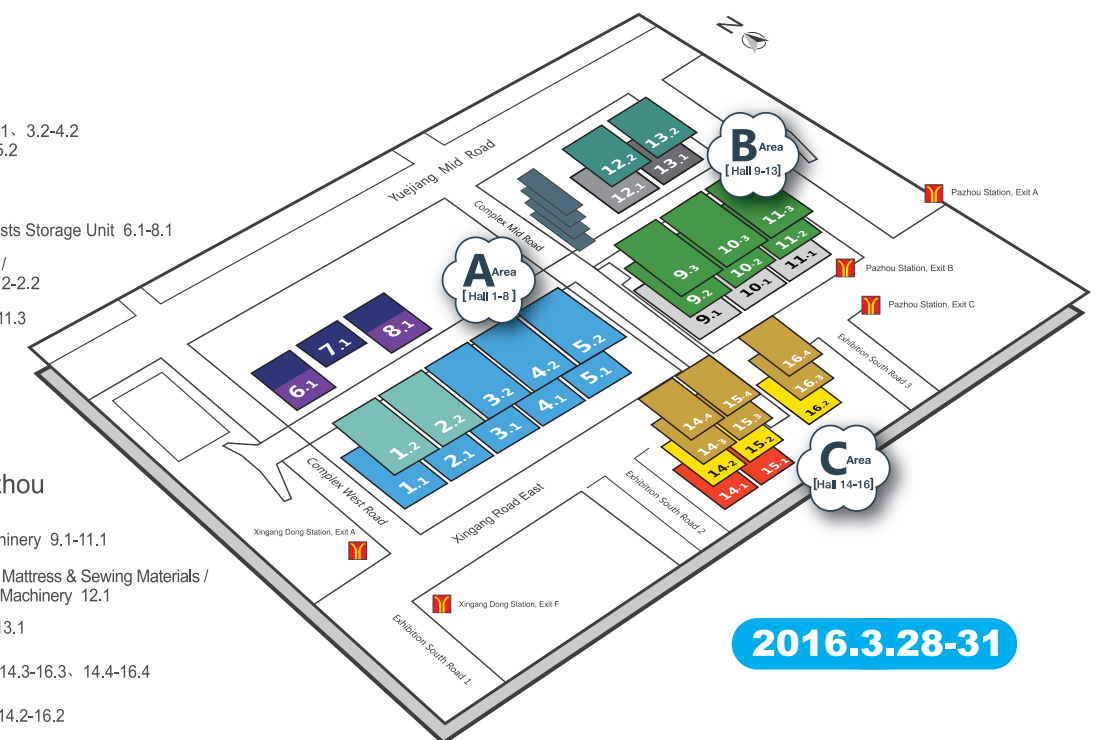 N
1、3.2-4.2
5.2
sts Storage Unit 6.1-8.1
/
2-2.2
11.3
zhou
hinery 9.1-11.1
Mattress & Sewing Materials /
Machinery 12.1
13.1
14.3-16.3、14.4-16.4
14.2-16.2
Yuejiang Mid Road
Complex Mid Road
13.2
12.2
13.1
12.1
B Area
[ Hall 9-13]
Pazhou Station, Exit A
Pazhou Station, Exit B
Pazhou Station, Exit C
A Area
[ Hall 1-8 ]
11.3
10.3
9.3
11.2
10.2
9.2
11.1
10.1
9.1
8.1
7.1
6.1
5.2
4.2
3.2
2.2
1.2
5.1
4.1
3.1
2.1
1.1
Exhibition South Road 3
16.4
16.3
16.2
15.4
14.4
15.3
14.3
15.2
14.2
15.1
14.1
C Area
[Hall 14-16]
Complex West Road
Xingang Road East
Exhibition South Road 2
Xingang Dong Station, Exit A
Xingang Dong Station, Exit F
Exhibition South Road 1
2016.3.28-31